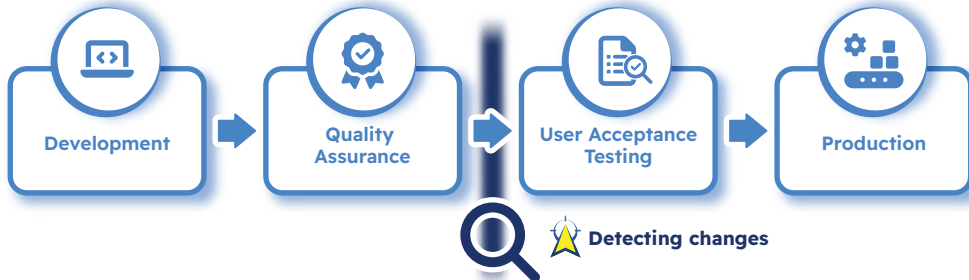 Development
Quality
Assurance
User Acceptance
Testing
Production
Detecting changes